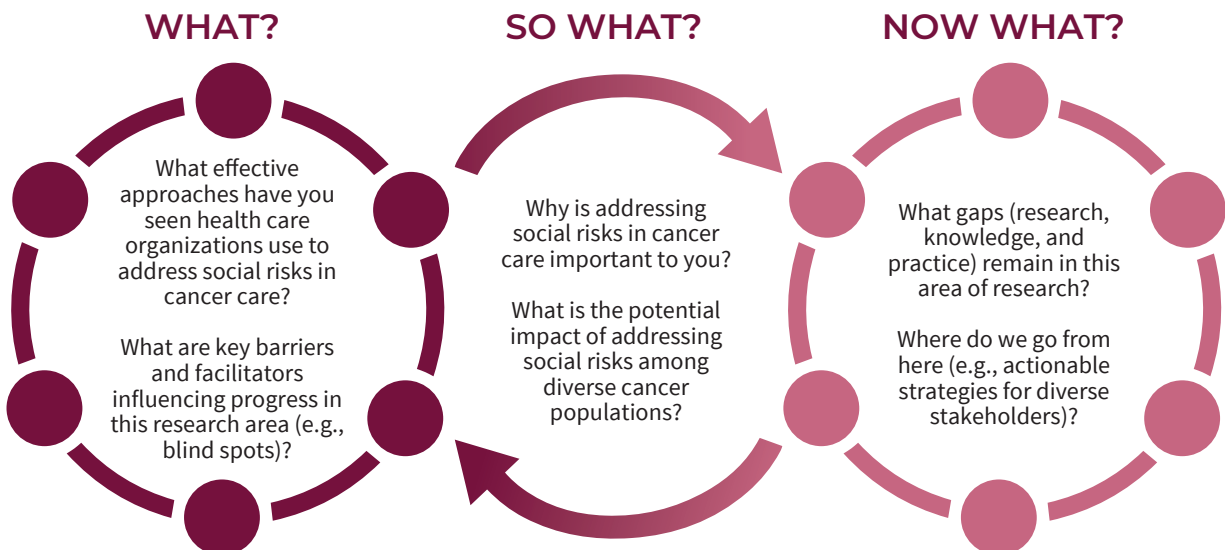 WHAT?
What effective
approaches have you
seen health care
organizations use to
address social risks in
cancer care?
What are key barriers
and facilitators
influencing progress in
this research area (e.g.,
blind spots)?
SO WHAT?
Why is addressing
social risks in cancer
care important to you?
What is the potential
impact of addressing
social risks among
diverse cancer
populations?
NOW WHAT?
What gaps (research,
knowledge, and
practice) remain in this
area of research?
Where do we go from
here (e.g., actionable
strategies for diverse
stakeholders)?